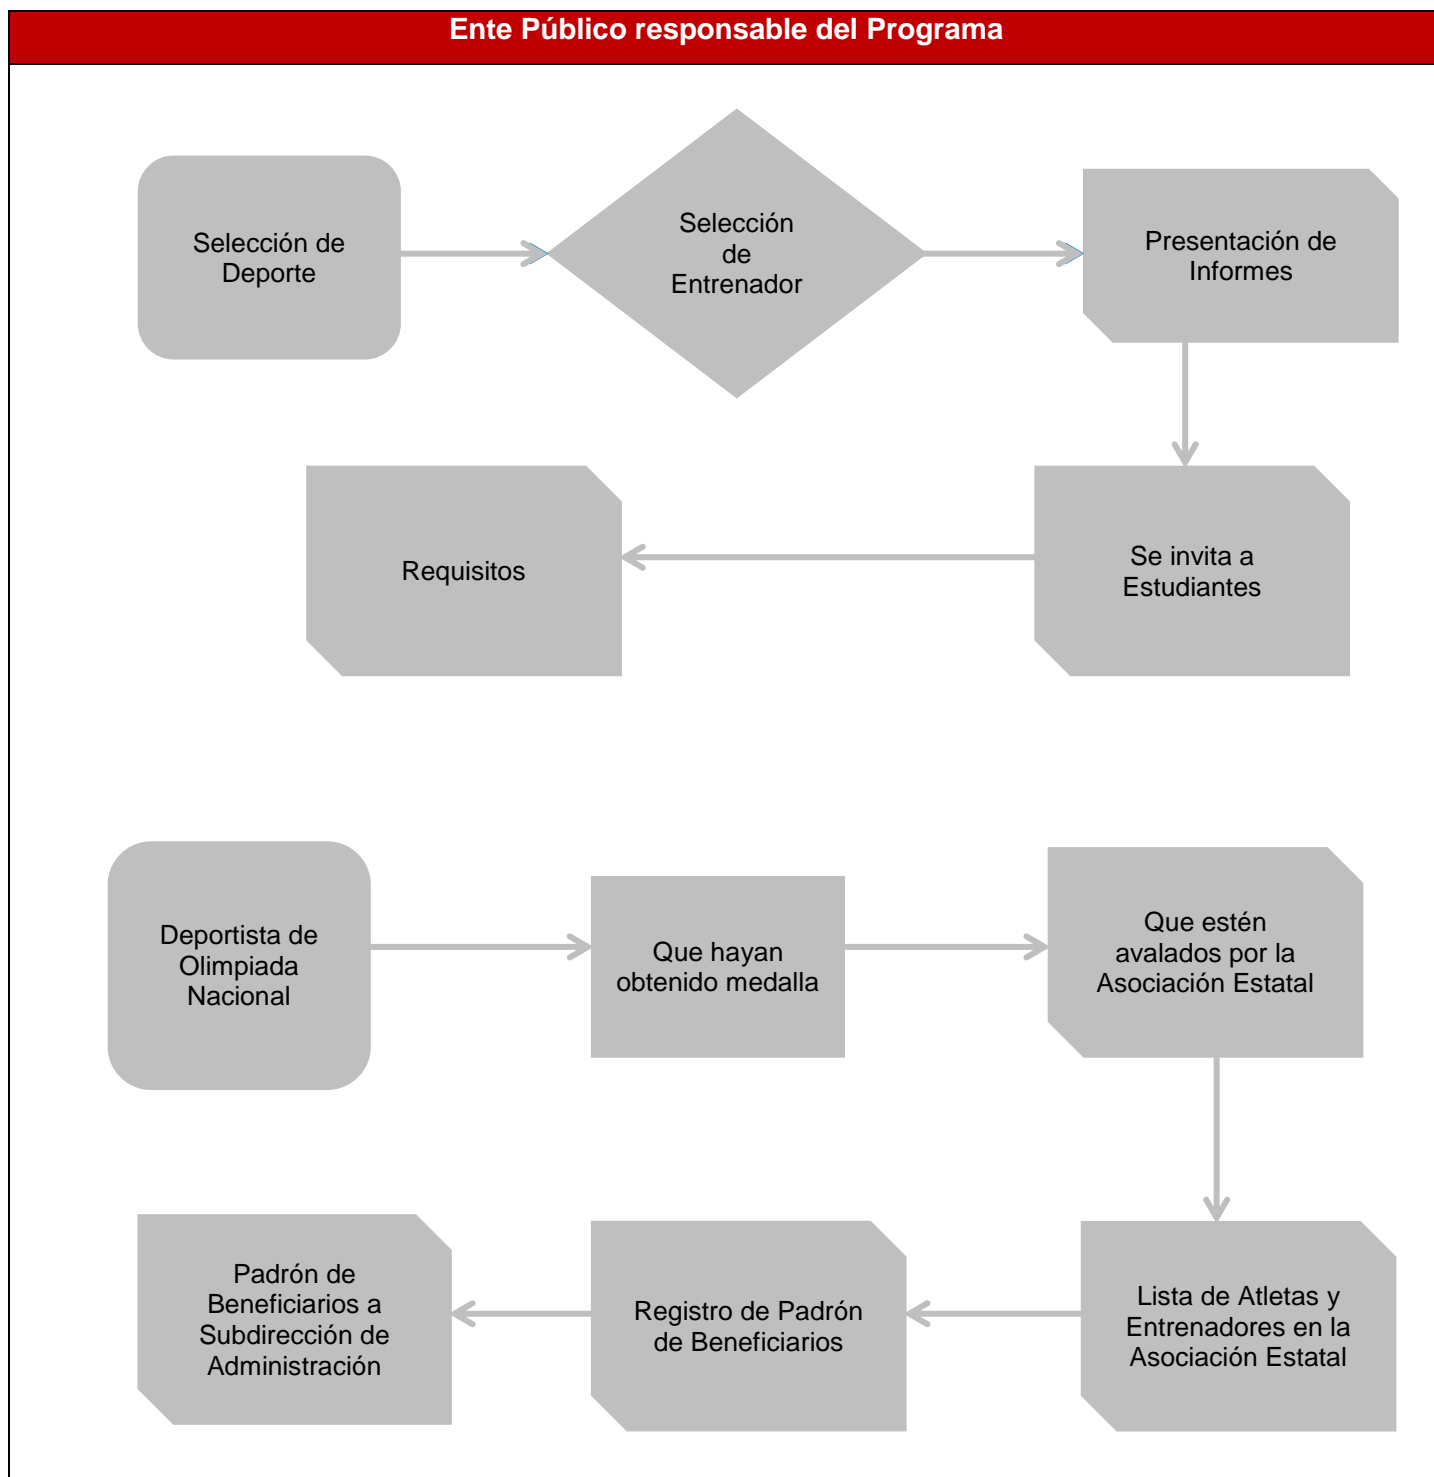 Ente Público responsable del Programa
Selección de
Deporte
Selección
de
Entrenador
Presentación de
Informes
Requisitos
Se invita a
Estudiantes
Deportista de
Olimpiada
Nacional
Que hayan
obtenido medalla
Que estén
avalados por la
Asociación Estatal
Padrón de
Beneficiarios a
Subdirección de
Administración
Registro de Padrón
de Beneficiarios
Lista de Atletas y
Entrenadores en la
Asociación Estatal